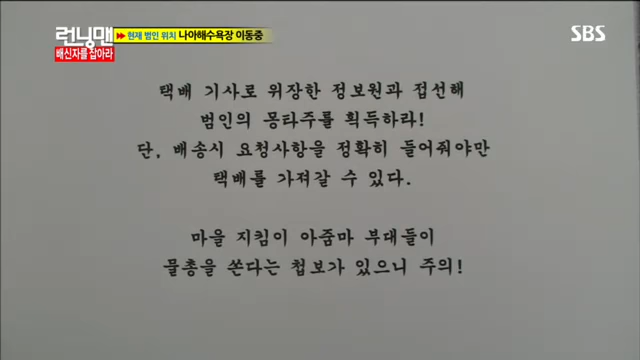 런닝맨
배신자를 잡아라
현재 범인 위치 나아해수욕장 이동중
SBS
택배 기사로 위장한 정보원과 접선해
범인의 몽타주를 획득하라!
단, 배송시 요청사항을 정확히 들어줘야만
택배를 가져갈 수 있다.
마을 지킴이 아줌마 부대들이
물총을 쏜다는 첩보가 있으니 주의!